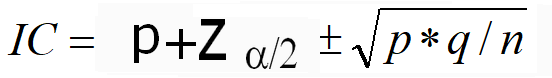 IC = p+Z α/2 ± √p * q / n